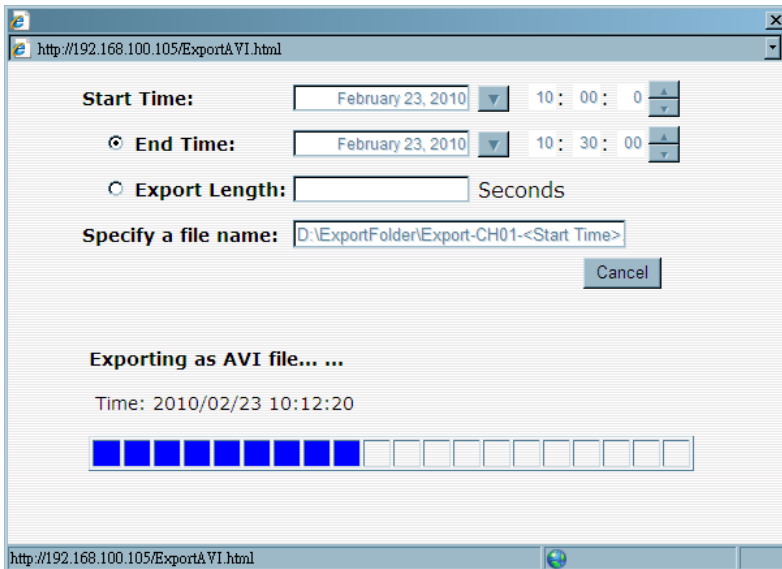 http://192.168.100.105/ExportAVI.html
Start Time: February 23, 2010 10: 00: 0
End Time: February 23, 2010 10: 30: 00
Export Length: Seconds
Specify a file name: D:\ExportFolder\Export-CH01-<Start Time>
Cancel
Exporting as AVI file... ...
Time: 2010/02/23 10:12:20
http://192.168.100.105/ExportAVI.html